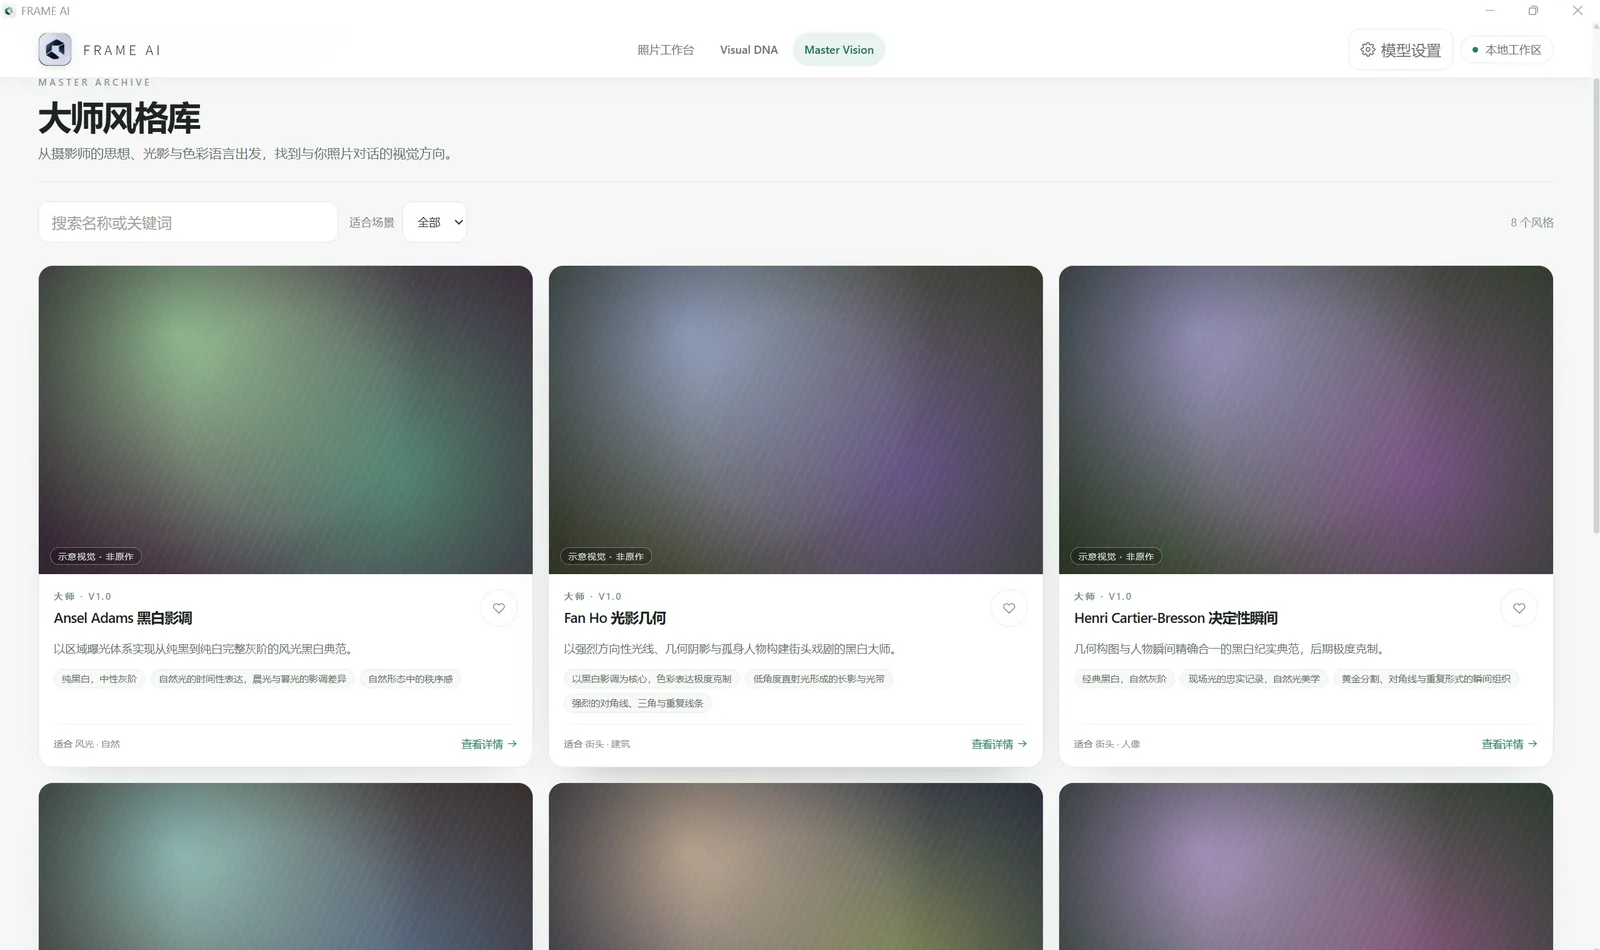 FRAME AI
FRAME AI
照片工作台
Visual DNA
Master Vision
模型设置
本地工作区
MASTER ARCHIVE
大师风格库
从摄影师的思想、光影与色彩语言出发，找到与你照片对话的视觉方向。
搜索名称或关键词
适合场景
全部
8 个风格
示意视觉 · 非原作
大师 · V1.0
Ansel Adams 黑白影调
以区域曝光体系实现从纯黑到纯白完整灰阶的风光黑白典范。
纯黑白，中性灰阶
自然光的时间性表达，晨光与暮光的影调差异
自然形态中的秩序感
适合 风光 · 自然
查看详情 →
示意视觉 · 非原作
大师 · V1.0
Fan Ho 光影几何
以强烈方向性光线、几何阴影与孤身人物构建街头戏剧的黑白大师。
以黑白影调为核心，色彩表达极度克制
低角度直射光形成的长影与光带
强烈的对角线、三角与重复线条
适合 街头 · 建筑
查看详情 →
示意视觉 · 非原作
大师 · V1.0
Henri Cartier-Bresson 决定性瞬间
几何构图与人物瞬间精确合一的黑白纪实典范，后期极度克制。
经典黑白，自然灰阶
现场光的忠实记录，自然光美学
黄金分割、对角线与重复形式的瞬间组织
适合 街头 · 人像
查看详情 →